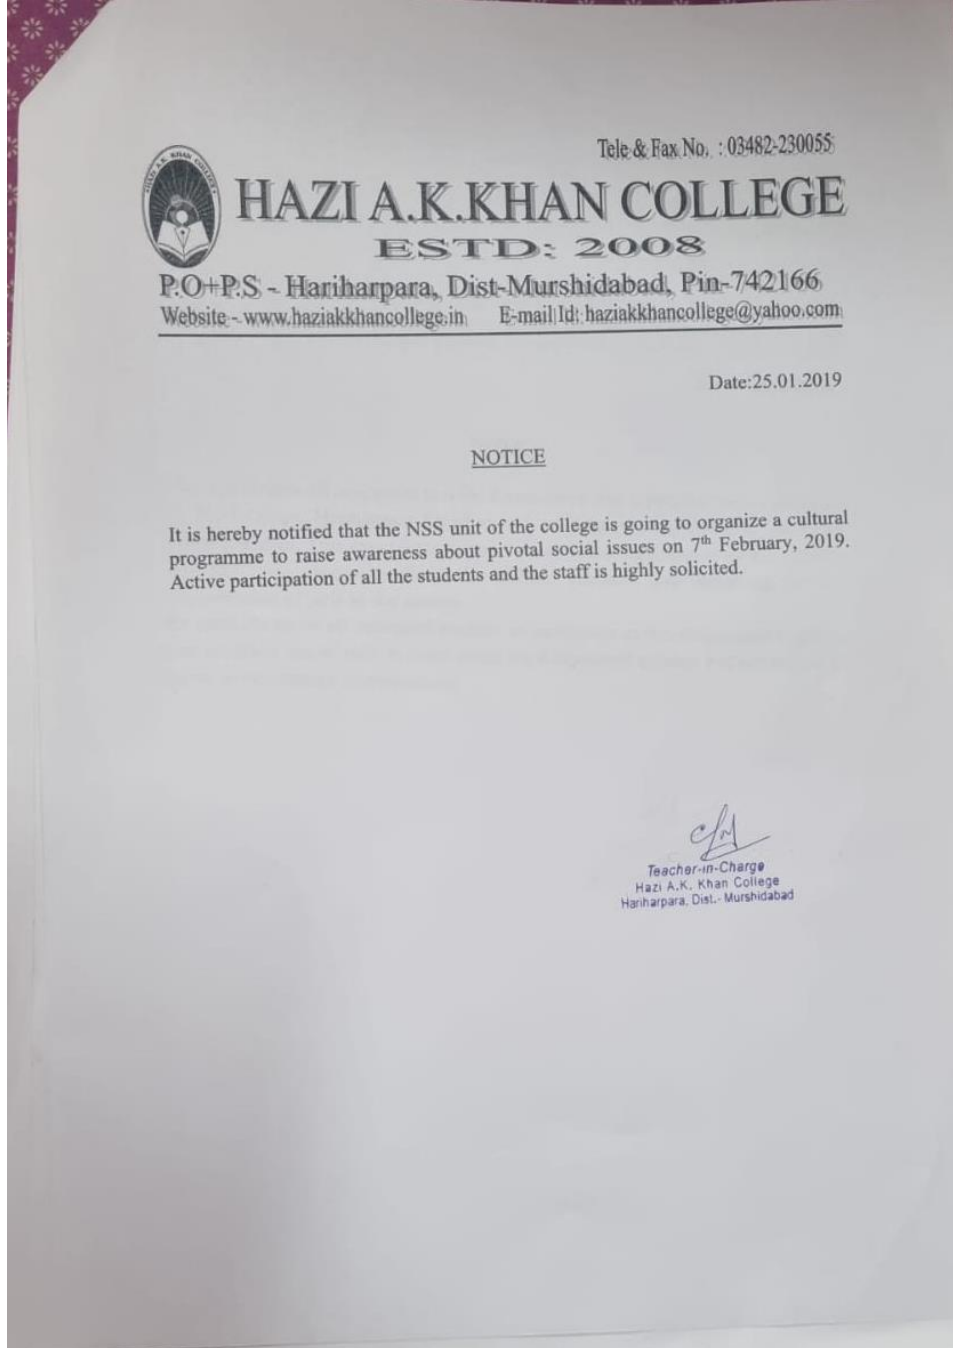 Tele & Fax No. : 03482-230055
HAZI A.K. KHAN COLLEGE
HAZI A.K.KHAN COLLEGE
ESTD: 2008
P.O+P.S - Hariharpara, Dist-Murshidabad, Pin-742166
Website - www.haziakkhancollege.in E-mail Id: haziakkhancollege@yahoo.com
Date:25.01.2019
NOTICE
It is hereby notified that the NSS unit of the college is going to organize a cultural
programme to raise awareness about pivotal social issues on 7th February, 2019.
Active participation of all the students and the staff is highly solicited.
Teacher-in-Charge
Hazi A.K. Khan College
Hariharpara, Dist.- Murshidabad